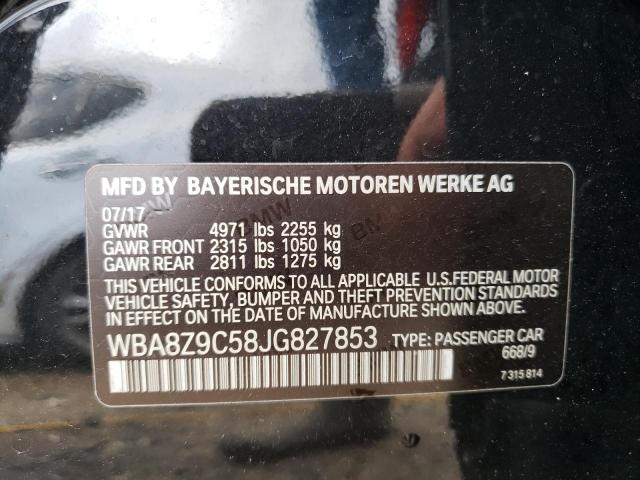 MFD BY BAYERISCHE MOTOREN WERKE AG
07/17
GVWR 4971 lbs 2255 kg
GAWR FRONT 2315 lbs 1050 kg
GAWR REAR 2811 lbs 1275 kg
THIS VEHICLE CONFORMS TO ALL APPLICABLE U.S.FEDERAL MOTOR
VEHICLE SAFETY, BUMPER AND THEFT PREVENTION STANDARDS
IN EFFECT ON THE DATE OF MANUFACTURE SHOWN ABOVE.
WBA8Z9C58JG827853 TYPE: PASSENGER CAR
668/9
7 315 814